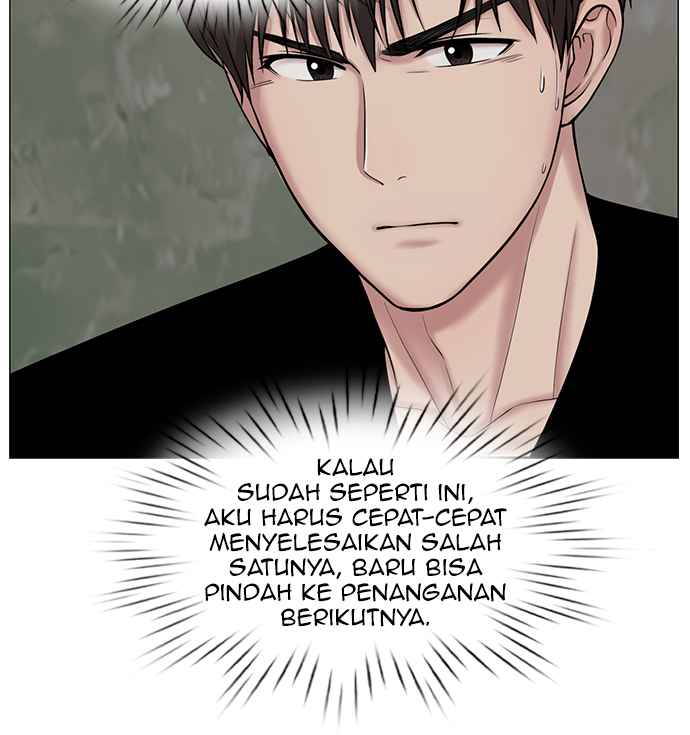 KALAU
SUDAH SEPERTI INI,
AKU HARUS CEPAT-CEPAT
MENYELESAIKAN SALAH
SATUNYA, BARU BISA
PINDAH KE PENANGANAN
BERIKUTNYA.